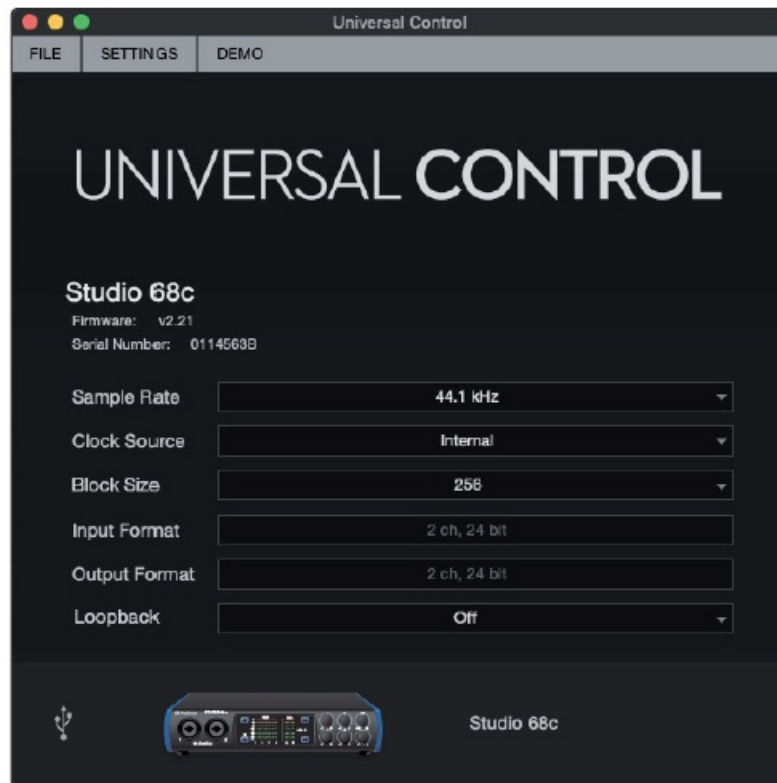 Universal Control
FILE SETTINGS DEMO
UNIVERSAL CONTROL
Studio 68c
Firmware: v2.21
Serial Number: 0114563B
Sample Rate 44.1 kHz
Clock Source Internal
Block Size 256
Input Format 2 ch, 24 bit
Output Format 2 ch, 24 bit
Loopback Off
Studio 68c